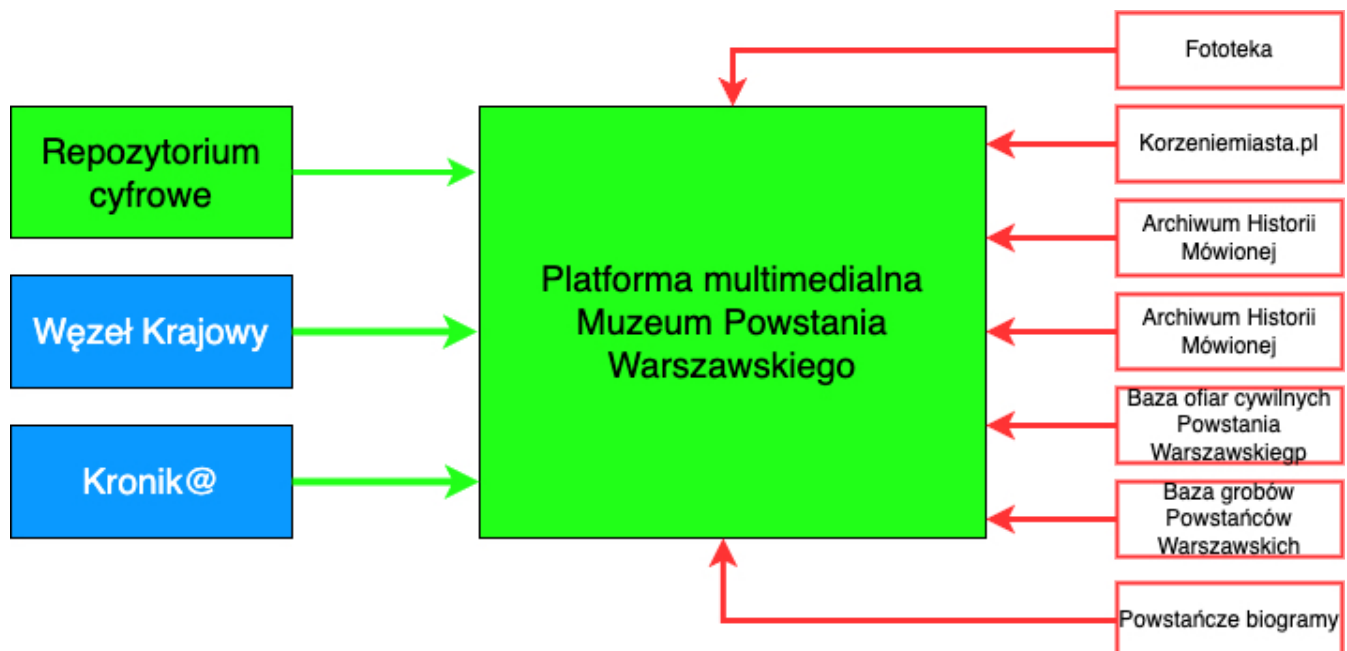 Repozytorium
cyfrowe
Węzeł Krajowy
Kronik@
Platforma multimedialna
Muzeum Powstania
Warszawskiego
Fototeka
Korzeniemiasta.pl
Archiwum Historii
Mówionej
Archiwum Historii
Mówionej
Baza ofiar cywilnych
Powstania
Warszawskiegp
Baza grobów
Powstańców
Warszawskich
Powstańcze biogramy